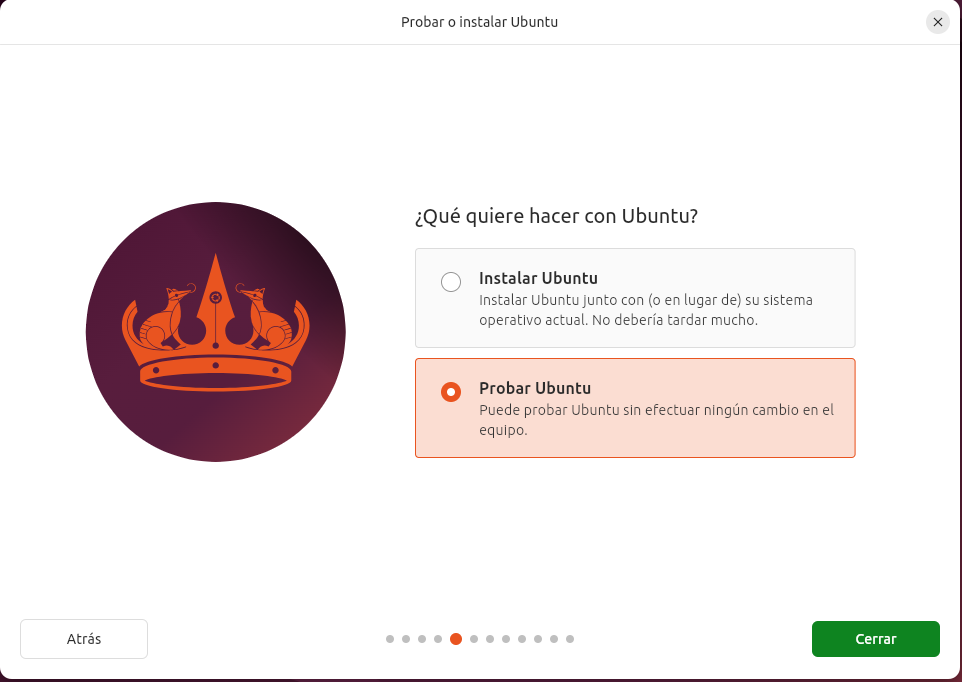 Probar o instalar Ubuntu
¿Qué quiere hacer con Ubuntu?
Instalar Ubuntu
Instalar Ubuntu junto con (o en lugar de) su sistema
operativo actual. No debería tardar mucho.
Probar Ubuntu
Puede probar Ubuntu sin efectuar ningún cambio en el
equipo.
Atrás
Cerrar